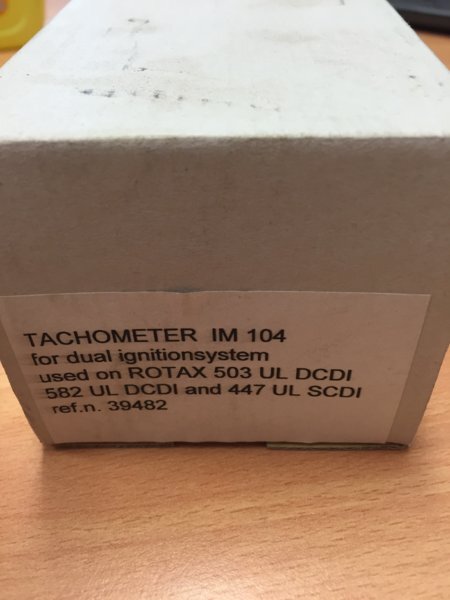 TACHOMETER IM 104
for dual ignitionsystem
used on ROTAX 503 UL DCDI
582 UL DCDI and 447 UL SCDI
ref.n. 39482